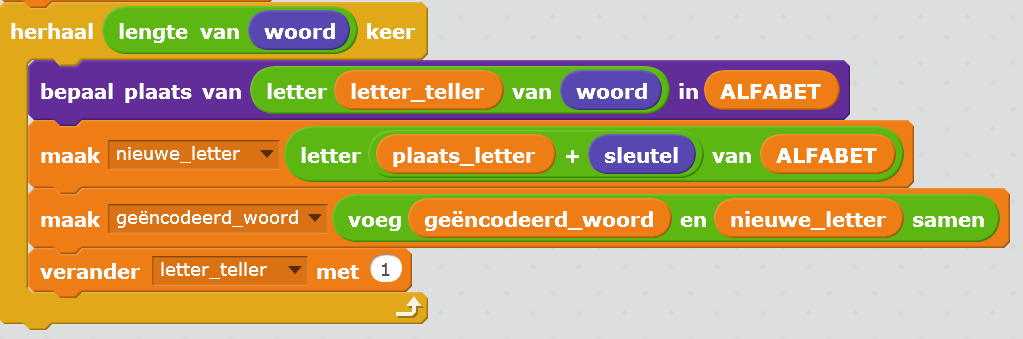 herhaal lengte van woord keer
bepaal plaats van letter letter_teller van woord in ALFABET
maak nieuwe_letter letter plaats_letter + sleutel van ALFABET
maak geëncodeerd_woord voeg geëncodeerd_woord en nieuwe_letter samen
verander letter_teller met 1